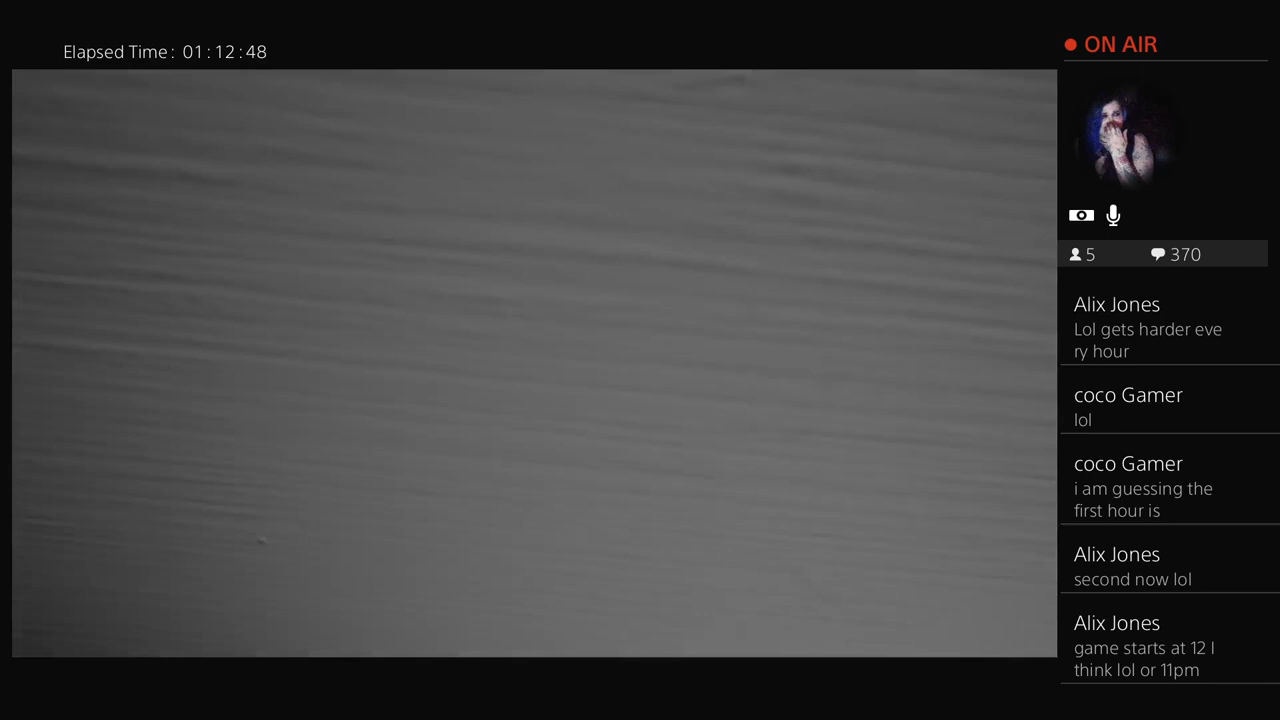 Elapsed Time: 01:12:48
ON AIR
5 370
Alix Jones
Lol gets harder eve
ry hour
coco Gamer
lol
coco Gamer
i am guessing the
first hour is
Alix Jones
second now lol
Alix Jones
game starts at 12 I
think lol or 11pm